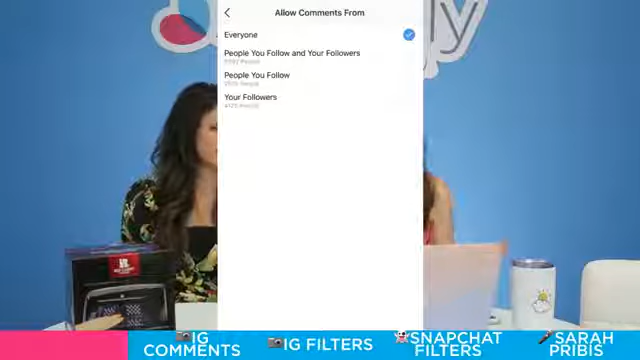 Allow Comments From
Everyone
People You Follow and Your Followers
People You Follow
Your Followers
IG
COMMENTS
IG FILTERS
SNAPCHAT
FILTERS
SARAH
PRIBIS